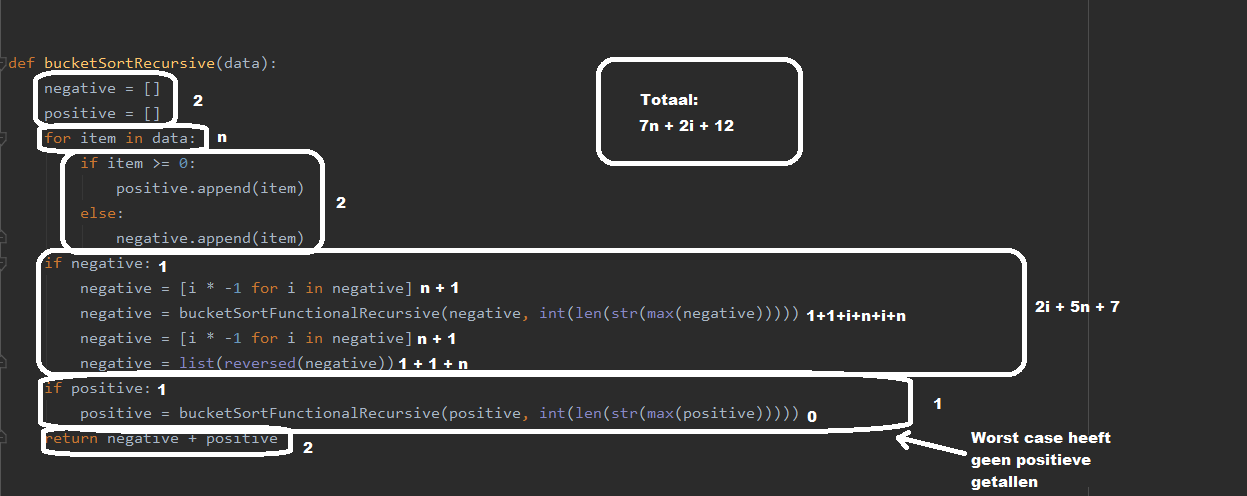 def bucketSortRecursive(data):
negative = []
positive = []
2
for item in data: n
if item >= 0:
positive.append(item)
else:
negative.append(item)
2
if negative: 1
negative = [i * -1 for i in negative] n + 1
negative = bucketSortFunctionalRecursive(negative, int(len(str(max(negative))))) 1+1+i+n+i+n
negative = [i * -1 for i in negative] n + 1
negative = list(reversed(negative)) 1 + 1 + n
2i + 5n + 7
if positive: 1
positive = bucketSortFunctionalRecursive(positive, int(len(str(max(positive))))) 0
1
return negative + positive 2
Totaal:
7n + 2i + 12
Worst case heeft
geen positieve
getallen